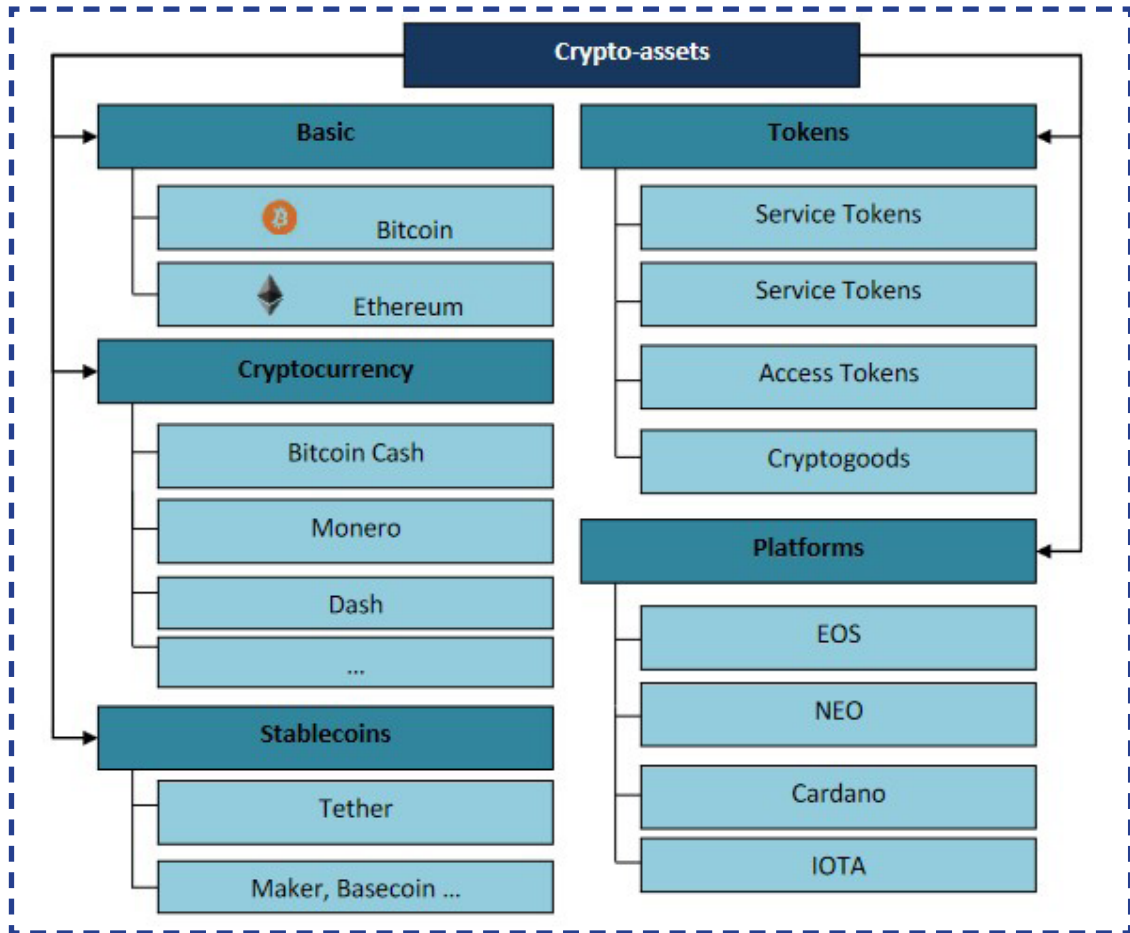 Crypto-assets
Basic
Bitcoin
Ethereum
Cryptocurrency
Bitcoin Cash
Monero
Dash
...
Stablecoins
Tether
Maker, Basecoin ...
Tokens
Service Tokens
Service Tokens
Access Tokens
Cryptogoods
Platforms
EOS
NEO
Cardano
IOTA